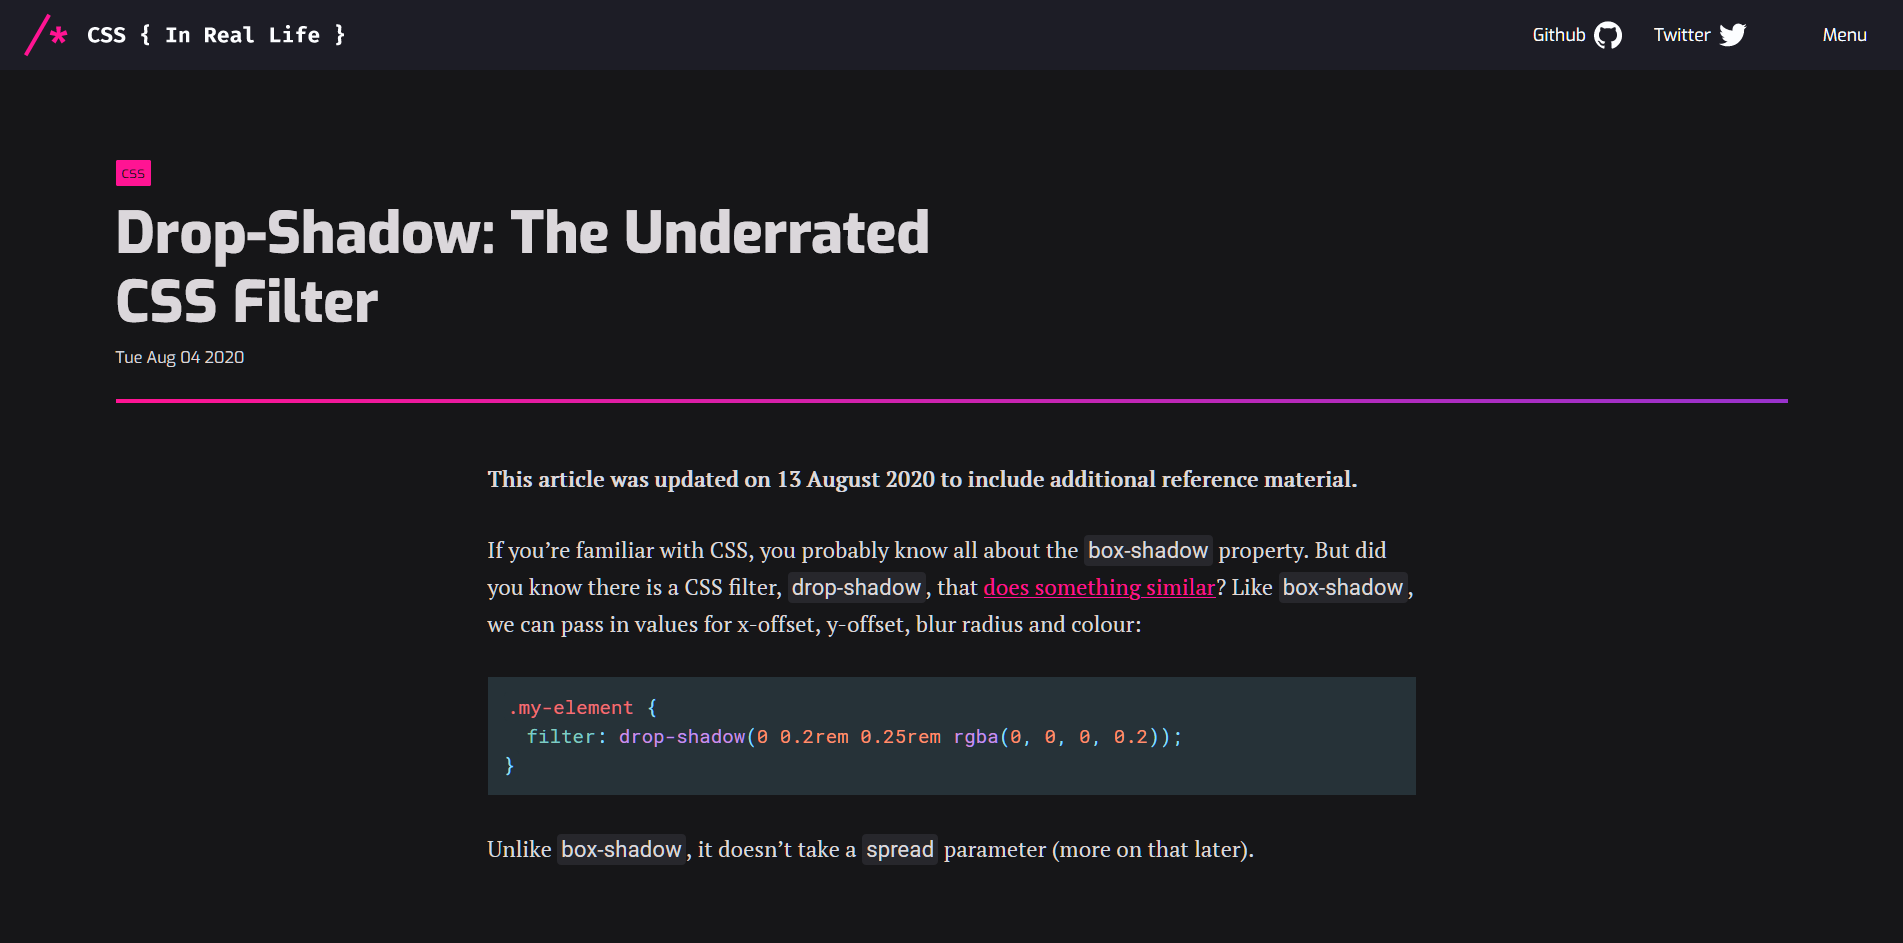 /* CSS { In Real Life }
Github Twitter Menu
CSS
Drop-Shadow: The Underrated
CSS Filter
Tue Aug 04 2020
This article was updated on 13 August 2020 to include additional reference material.
If you’re familiar with CSS, you probably know all about the box-shadow property. But did
you know there is a CSS filter, drop-shadow, that does something similar? Like box-shadow,
we can pass in values for x-offset, y-offset, blur radius and colour:
.my-element {
  filter: drop-shadow(0 0.2rem 0.25rem rgba(0, 0, 0, 0.2));
}
Unlike box-shadow, it doesn’t take a spread parameter (more on that later).